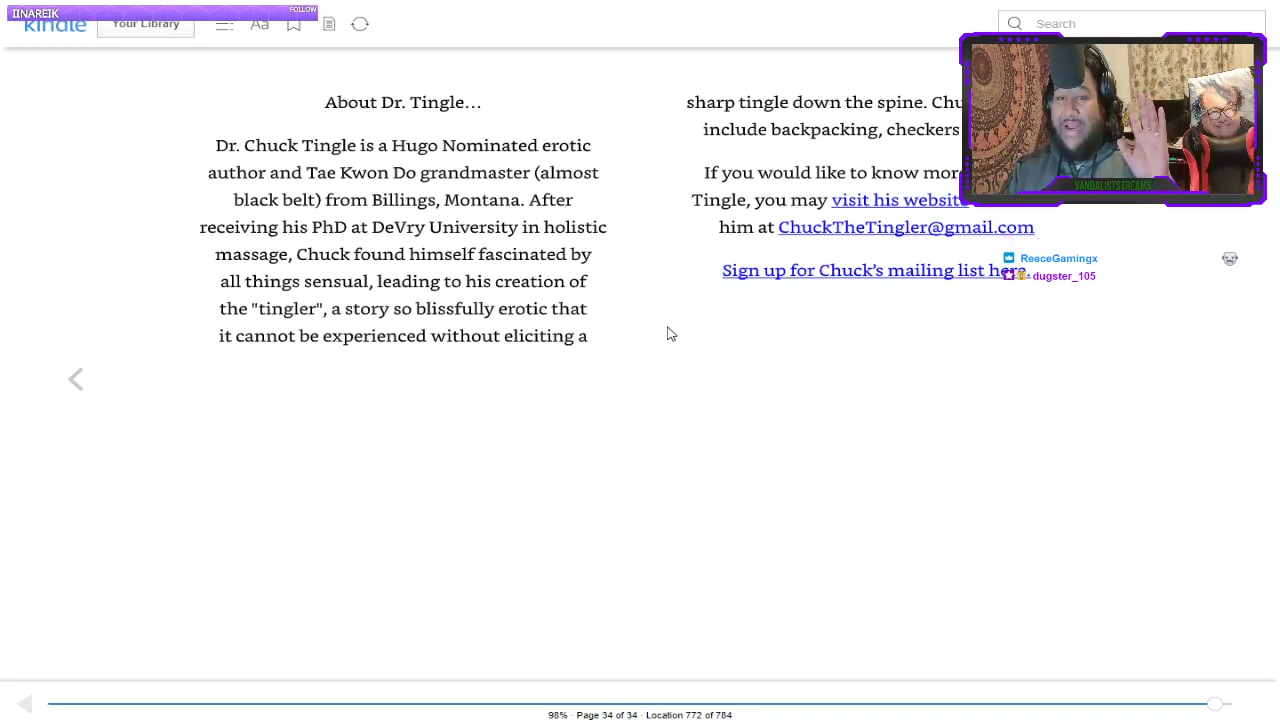 IINAREIK
FOLLOW
kindle
Your Library
Aa
Search
About Dr. Tingle…
Dr. Chuck Tingle is a Hugo Nominated erotic
author and Tae Kwon Do grandmaster (almost
black belt) from Billings, Montana. After
receiving his PhD at DeVry University in holistic
massage, Chuck found himself fascinated by
all things sensual, leading to his creation of
the "tingler", a story so blissfully erotic that
it cannot be experienced without eliciting a
sharp tingle down the spine.
include backpacking, checkers
If you would like to know more
Tingle, you may visit his website
him at ChuckTheTingler@gmail.com
Sign up for Chuck’s mailing list here
VANDALISTSTREAMS
ReeceGamingx
dugster_105
98% · Page 34 of 34 · Location 772 of 784